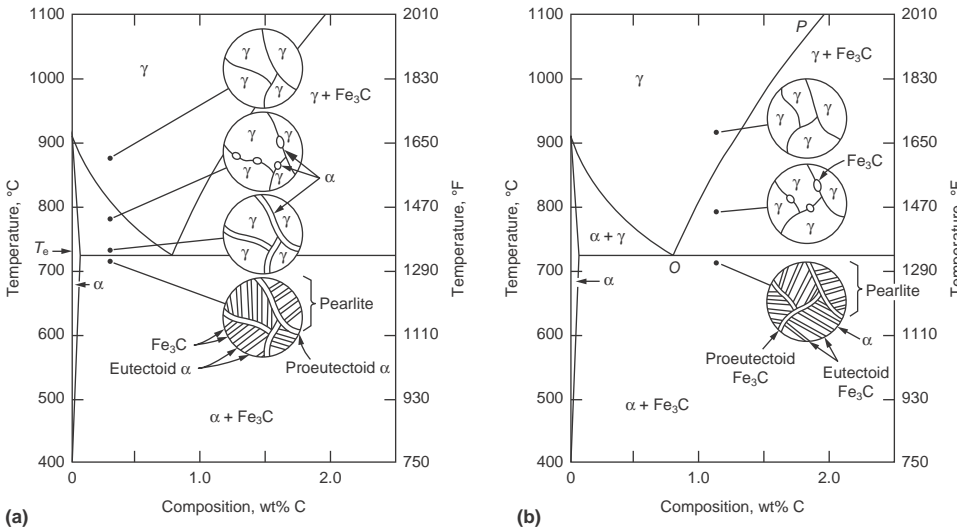 1100
1000
900
800
700
600
500
400
Temperature, °C
T_e
2010
1830
1650
1470
1290
1110
930
750
Temperature, °F
0
1.0
2.0
Composition, wt% C
γ
γ
γ
γ
γ
γ + Fe₃C
γ
γ
γ
γ
α
γ
γ
γ
α
Pearlite
Fe₃C
Eutectoid α
Proeutectoid α
α + Fe₃C
(a)
1100
1000
900
800
700
600
500
400
Temperature, °C
2010
1830
1650
1470
1290
1110
930
750
Temperature, °F
0
1.0
2.0
Composition, wt% C
P
γ
γ + Fe₃C
γ
γ
γ
γ
Fe₃C
γ
γ
γ
γ
α + γ
O
α
Pearlite
α
Proeutectoid
Fe₃C
Eutectoid
Fe₃C
α + Fe₃C
(b)